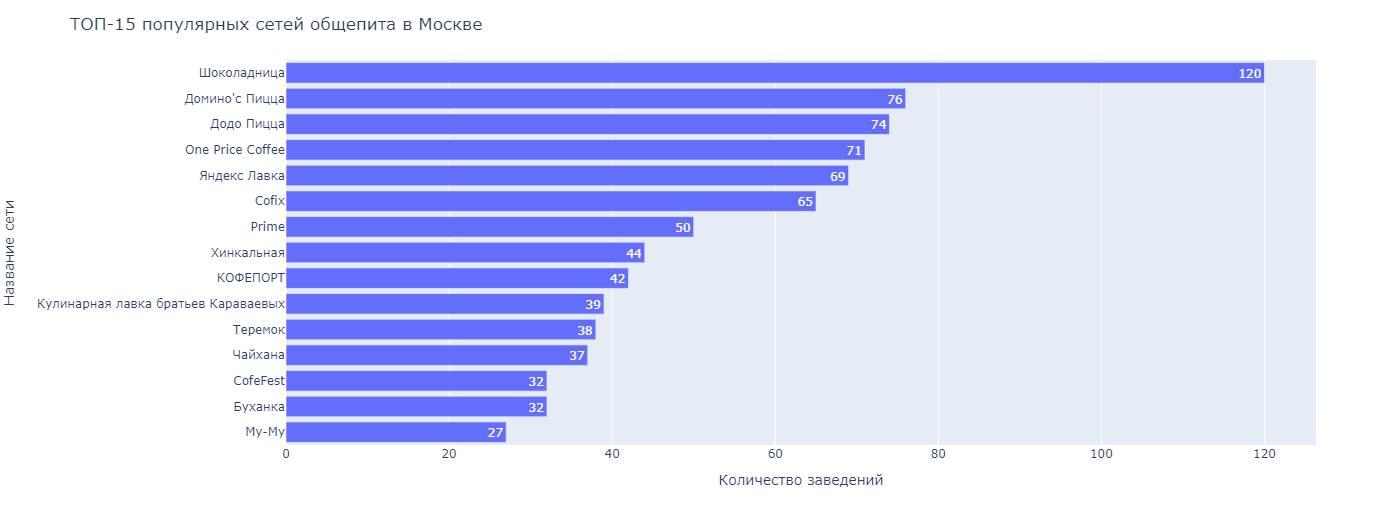 ТОП-15 популярных сетей общепита в Москве
Название сети
Шоколадница 120
Домино'с Пицца 76
Додо Пицца 74
One Price Coffee 71
Яндекс Лавка 69
Cofix 65
Prime 50
Хинкальная 44
КОФЕПОРТ 42
Кулинарная лавка братьев Караваевых 39
Теремок 38
Чайхана 37
CofeFest 32
Буханка 32
Му-Му 27
0 20 40 60 80 100 120
Количество заведений